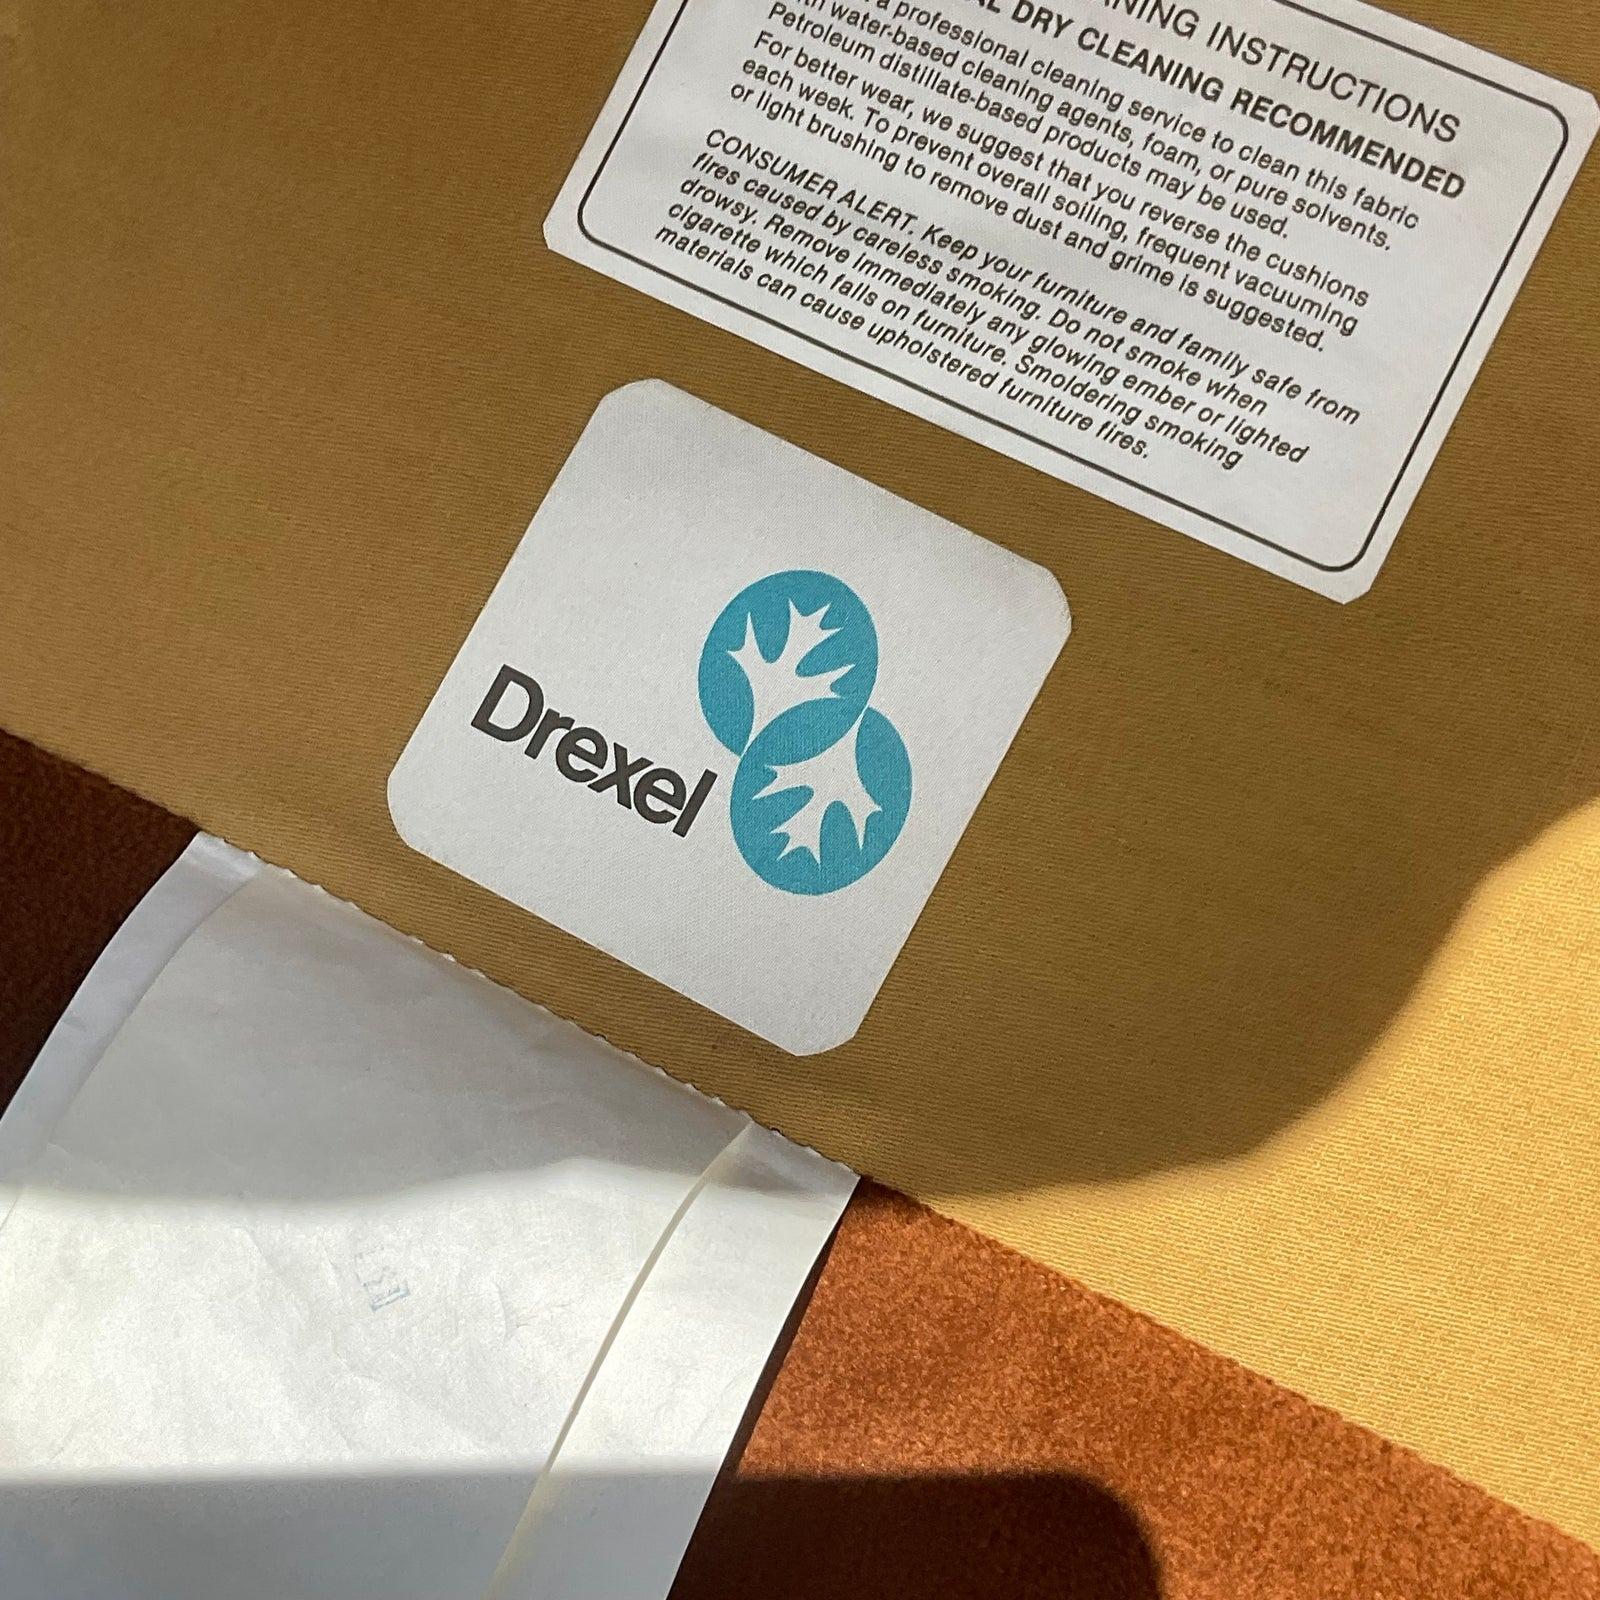 CLEANING INSTRUCTIONS
DRY CLEANING RECOMMENDED
a professional cleaning service to clean this fabric
with water-based cleaning agents, foam, or pure solvents.
Petroleum distillate-based products may be used.
For better wear, we suggest that you reverse the cushions
each week. To prevent overall soiling, frequent vacuuming
or light brushing to remove dust and grime is suggested.
CONSUMER ALERT. Keep your furniture and family safe from
fires caused by careless smoking. Do not smoke when
drowsy. Remove immediately any glowing ember or lighted
cigarette which falls on furniture. Smoldering smoking
materials can cause upholstered furniture fires.
Drexel